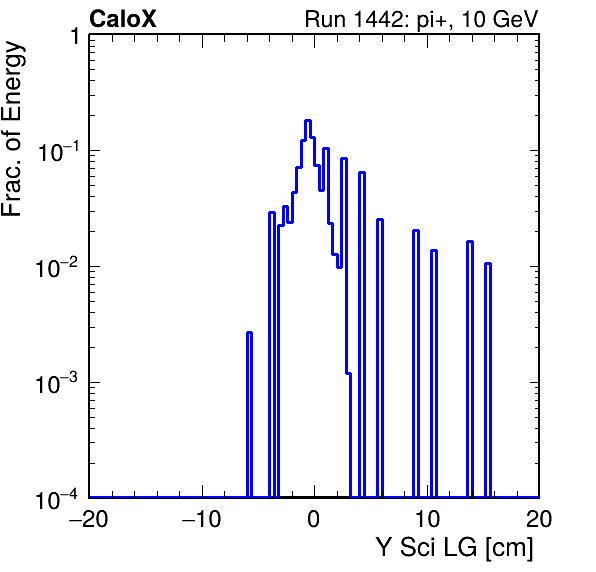 CaloX Run 1442: pi+, 10 GeV
Frac. of Energy
1
10⁻¹
10⁻²
10⁻³
10⁻⁴
−20 −10 0 10 20
Y Sci LG [cm]